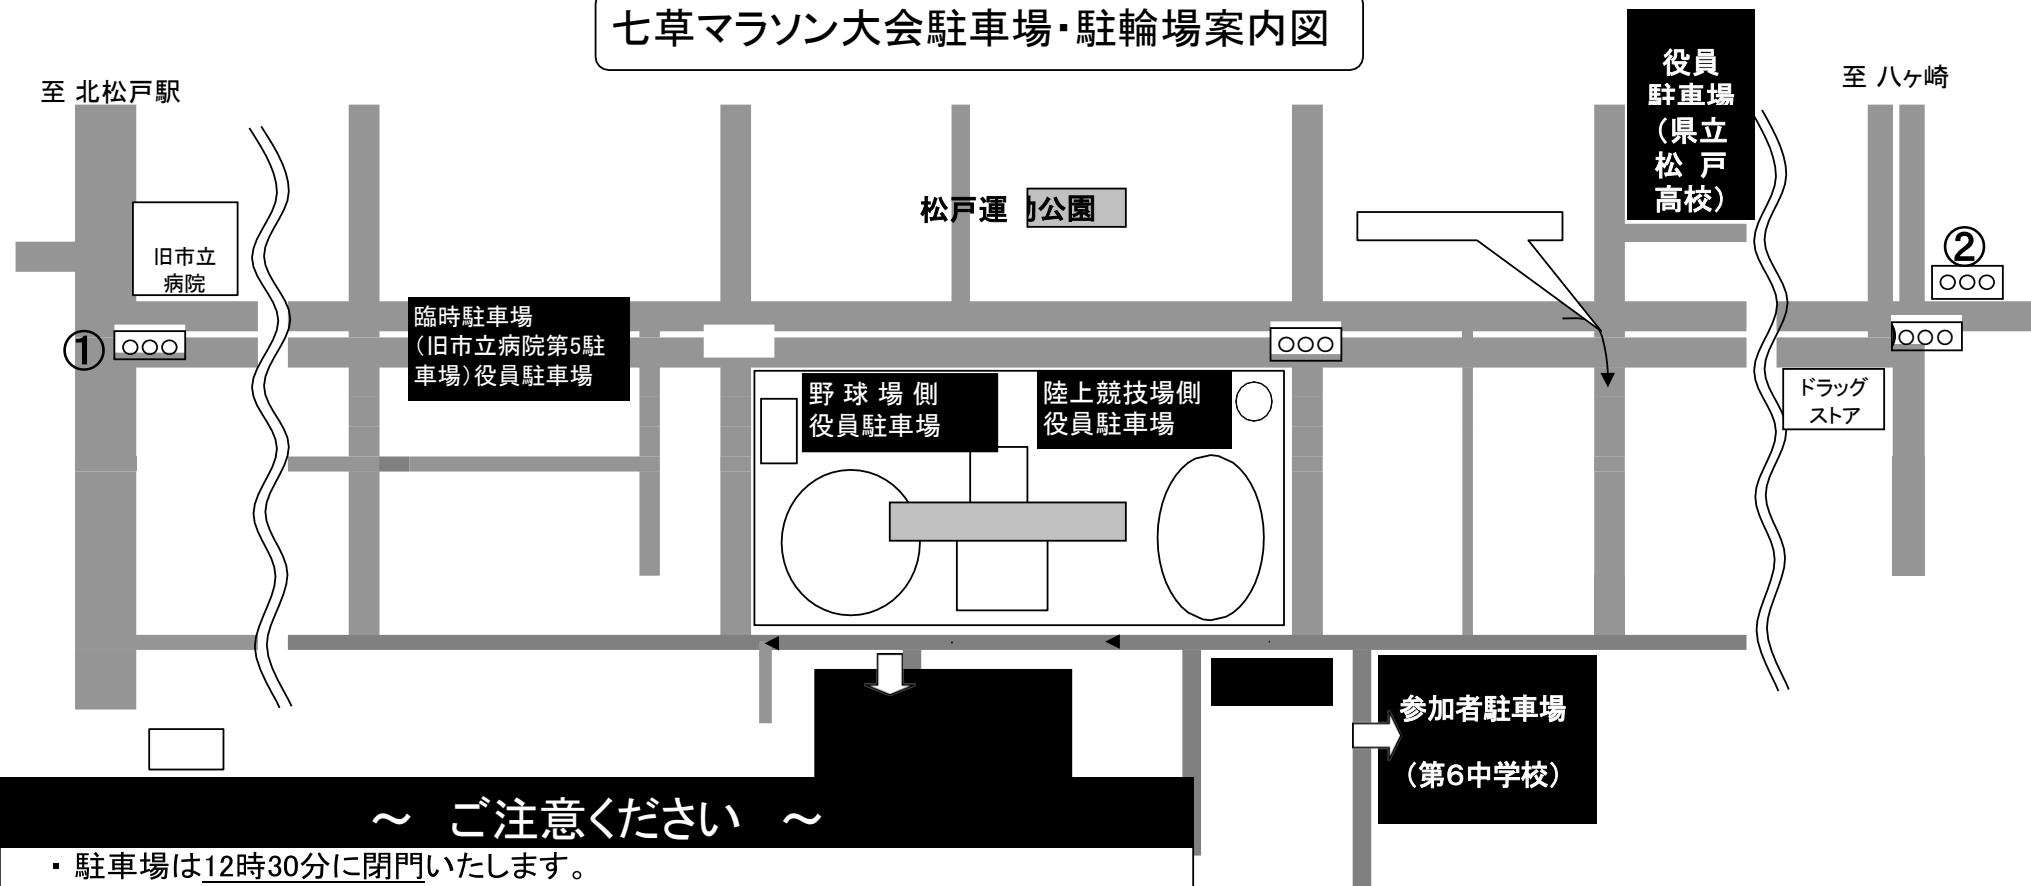 七草マラソン大会駐車場・駐輪場案内図
至 北松戸駅
役員
駐車場
（県立
松 戸
高校）
至 八ヶ崎
旧市立
病院
松戸運
公園
②
①
臨時駐車場
（旧市立病院第5駐
車場）役員駐車場
野 球 場 側
役員駐車場
陸上競技場側
役員駐車場
ドラッグ
ストア
参加者駐車場
（第6中学校）
～ ご注意ください ～
・ 駐車場は12時30分に閉門いたします。